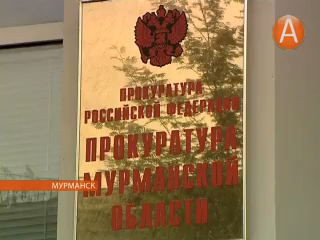 А
ПРОКУРАТУРА
РОССИЙСКОЙ ФЕДЕРАЦИИ
ПРОКУРАТУРА
МУРМАНСКОЙ
ОБЛАСТИ
МУРМАНСК